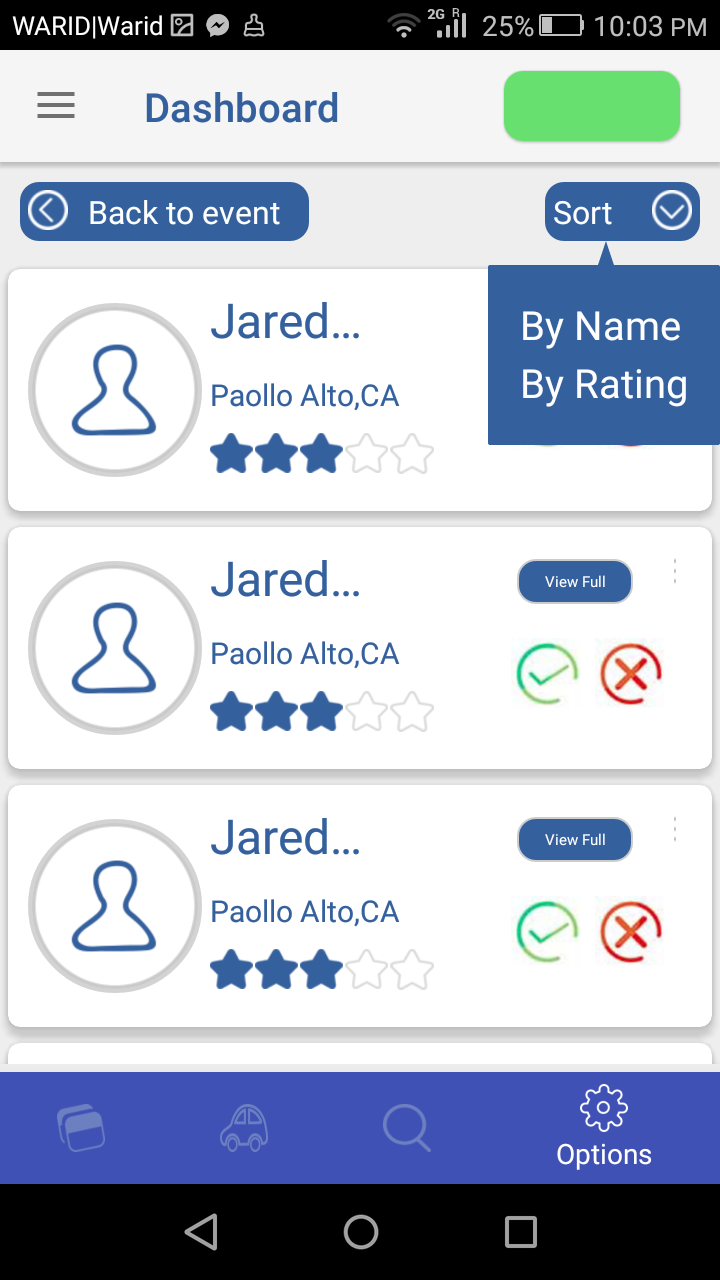 WARID|Warid 2G R 25% 10:03 PM
Dashboard
Back to event
Sort
By Name
By Rating
Jared...
Paollo Alto,CA
Jared...
View Full
Paollo Alto,CA
Jared...
View Full
Paollo Alto,CA
Options